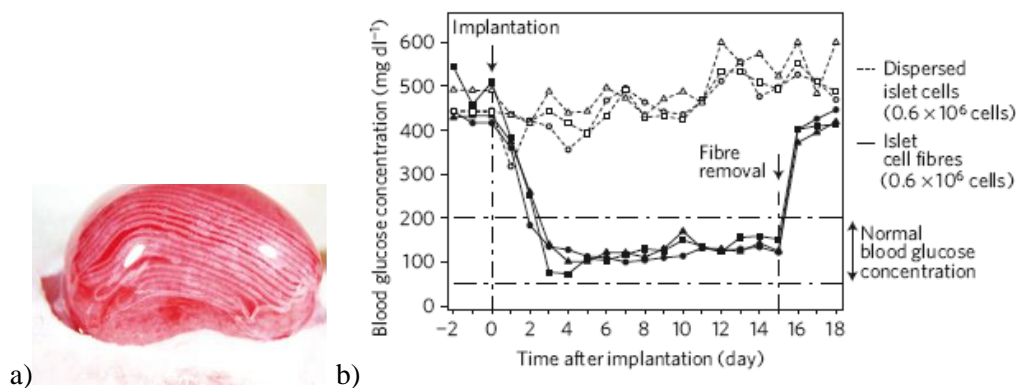 a)
b)
Blood glucose concentration (mg dl⁻¹)
600
500
400
300
200
100
0
Implantation
Fibre
removal
−2
0
2
4
6
8
10
12
14
16
18
Time after implantation (day)
Dispersed
islet cells
(0.6 ×10⁶ cells)
Islet
cell fibres
(0.6 ×10⁶ cells)
Normal
blood glucose
concentration